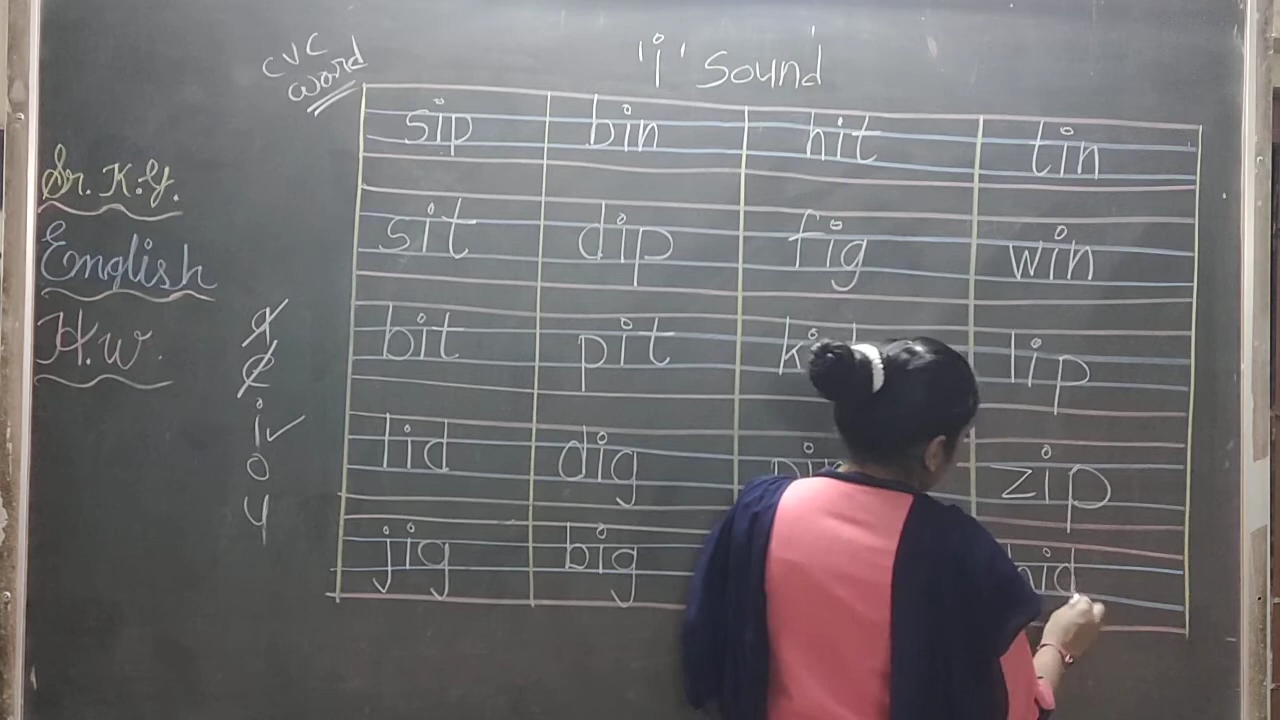 'i' Sound
CVC
word
sip bin hit tin
sit dip fig win
bit pit lip
lid dig zip
jig big hid
Sr. K.G.
English
H.W.
a
e
i✓
o
u